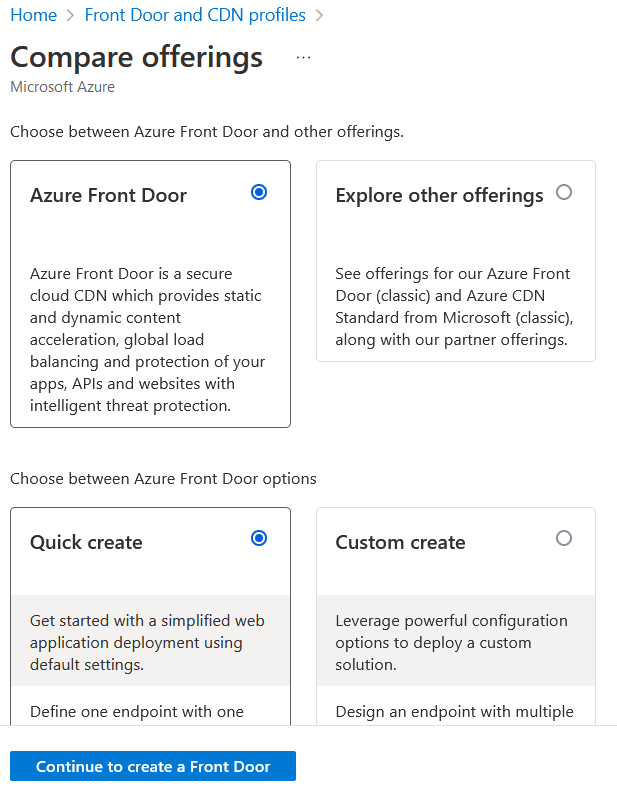 Home > Front Door and CDN profiles >
Compare offerings ...
Microsoft Azure
Choose between Azure Front Door and other offerings.
Azure Front Door
Azure Front Door is a secure
cloud CDN which provides static
and dynamic content
acceleration, global load
balancing and protection of your
apps, APIs and websites with
intelligent threat protection.
Explore other offerings
See offerings for our Azure Front
Door (classic) and Azure CDN
Standard from Microsoft (classic),
along with our partner offerings.
Choose between Azure Front Door options
Quick create
Get started with a simplified web
application deployment using
default settings.
Define one endpoint with one
Custom create
Leverage powerful configuration
options to deploy a custom
solution.
Design an endpoint with multiple
Continue to create a Front Door